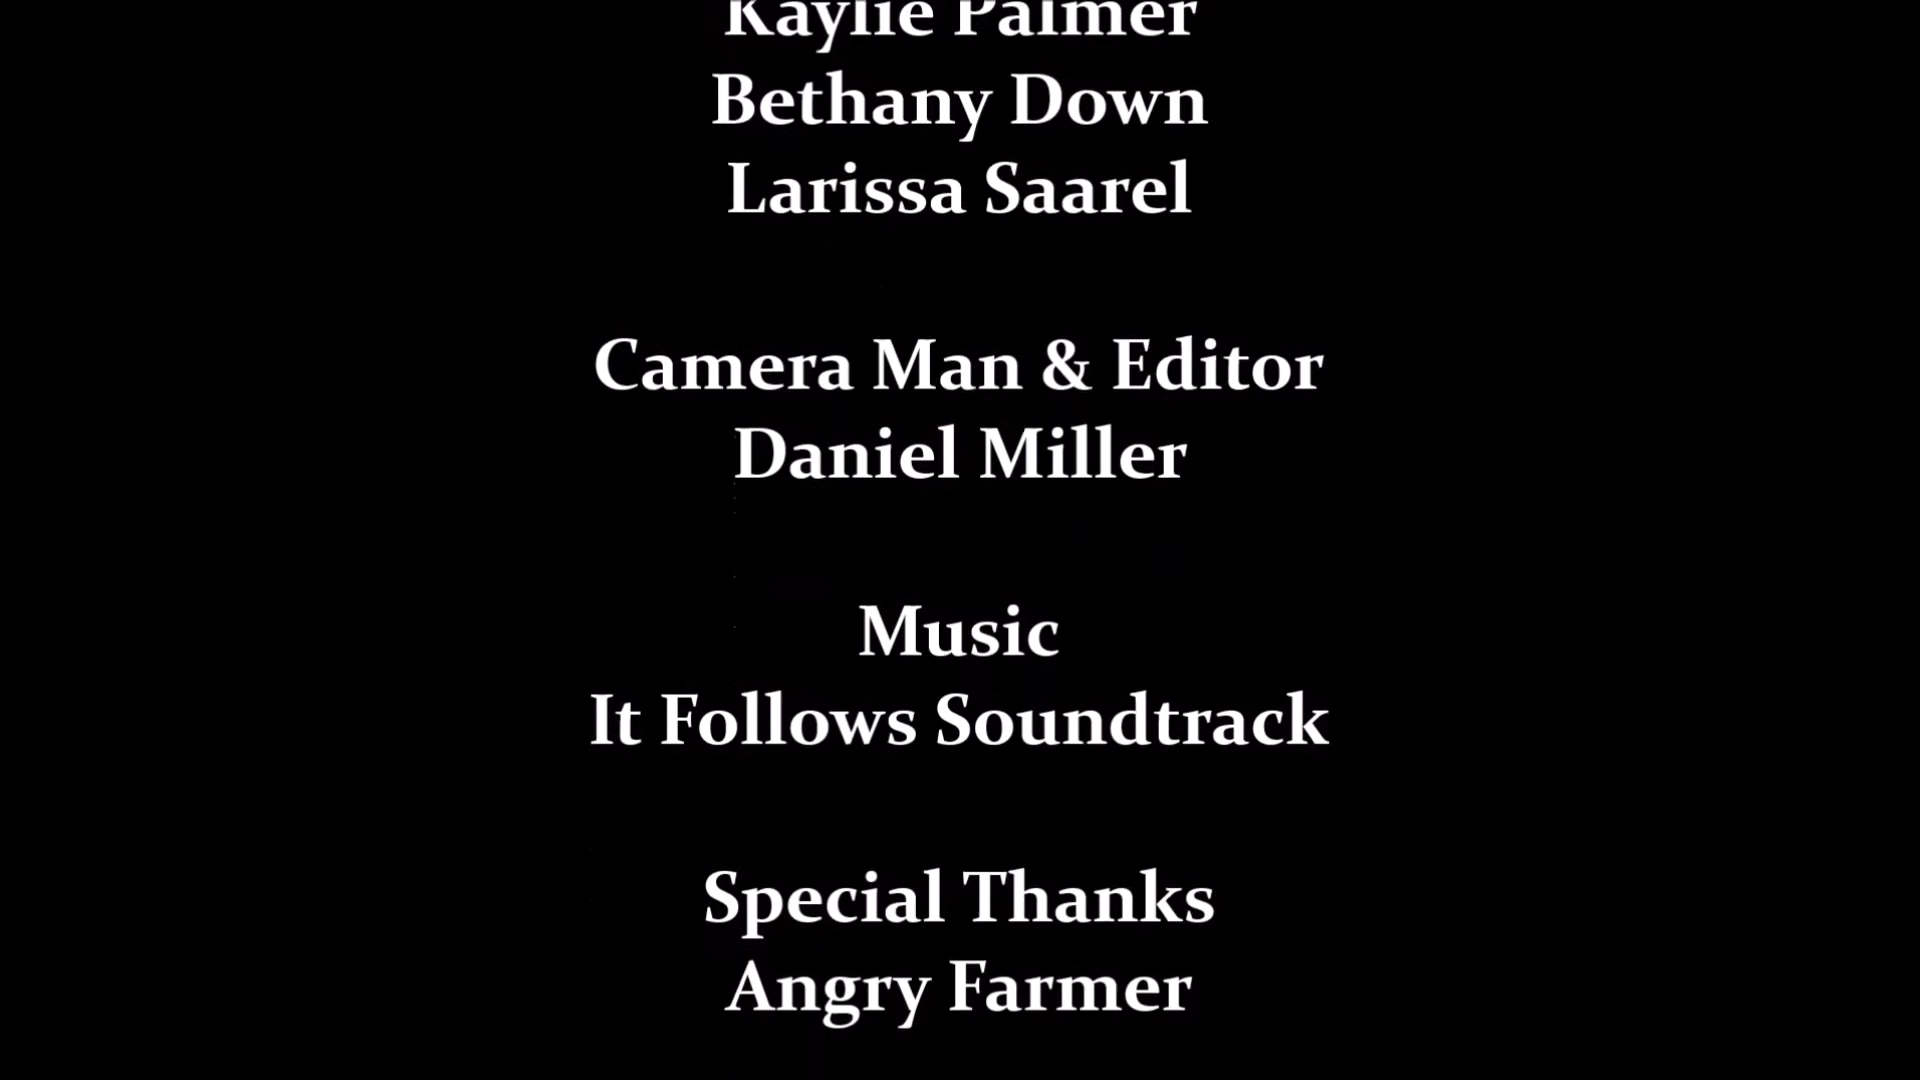 Kaylie Palmer
Bethany Down
Larissa Saarel
Camera Man & Editor
Daniel Miller
Music
It Follows Soundtrack
Special Thanks
Angry Farmer